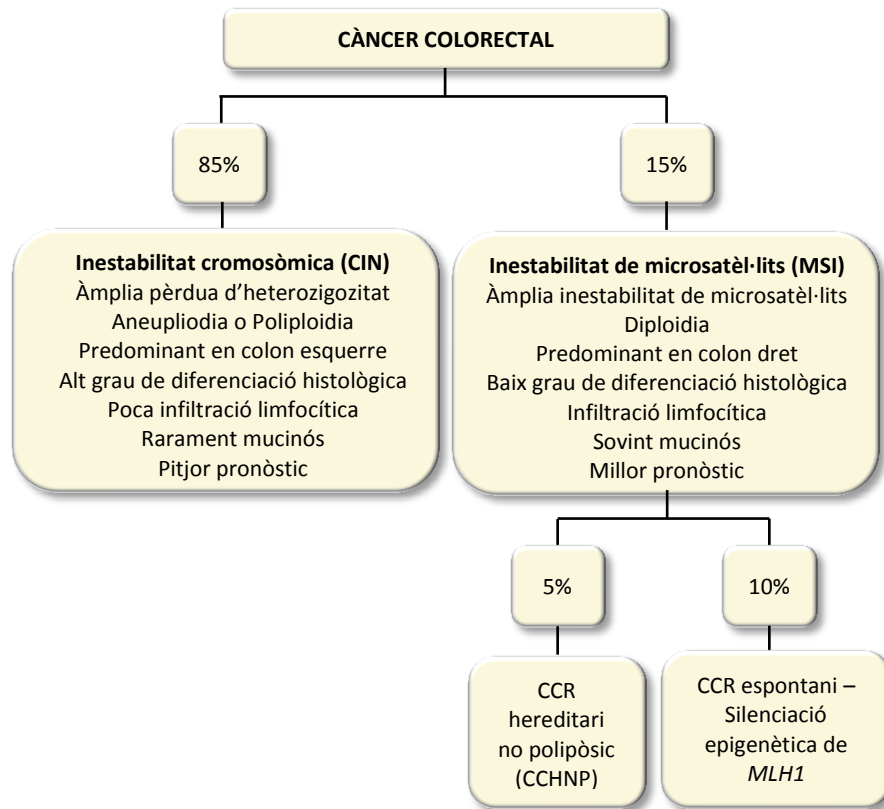 CÀNCER COLORECTAL
85%
15%
Inestabilitat cromosòmica (CIN)
Àmplia pèrdua d'heterozigozitat
Aneupliodia o Poliploidia
Predominant en colon esquerre
Alt grau de diferenciació histològica
Poca infiltració limfocítica
Rarament mucinós
Pitjor pronòstic
Inestabilitat de microsatèl·lits (MSI)
Àmplia inestabilitat de microsatèl·lits
Diploidia
Predominant en colon dret
Baix grau de diferenciació histològica
Infiltració limfocítica
Sovint mucinós
Millor pronòstic
5%
10%
CCR
hereditari
no polipòsic
(CCHNP)
CCR espontani –
Silenciació
epigenètica de
MLH1